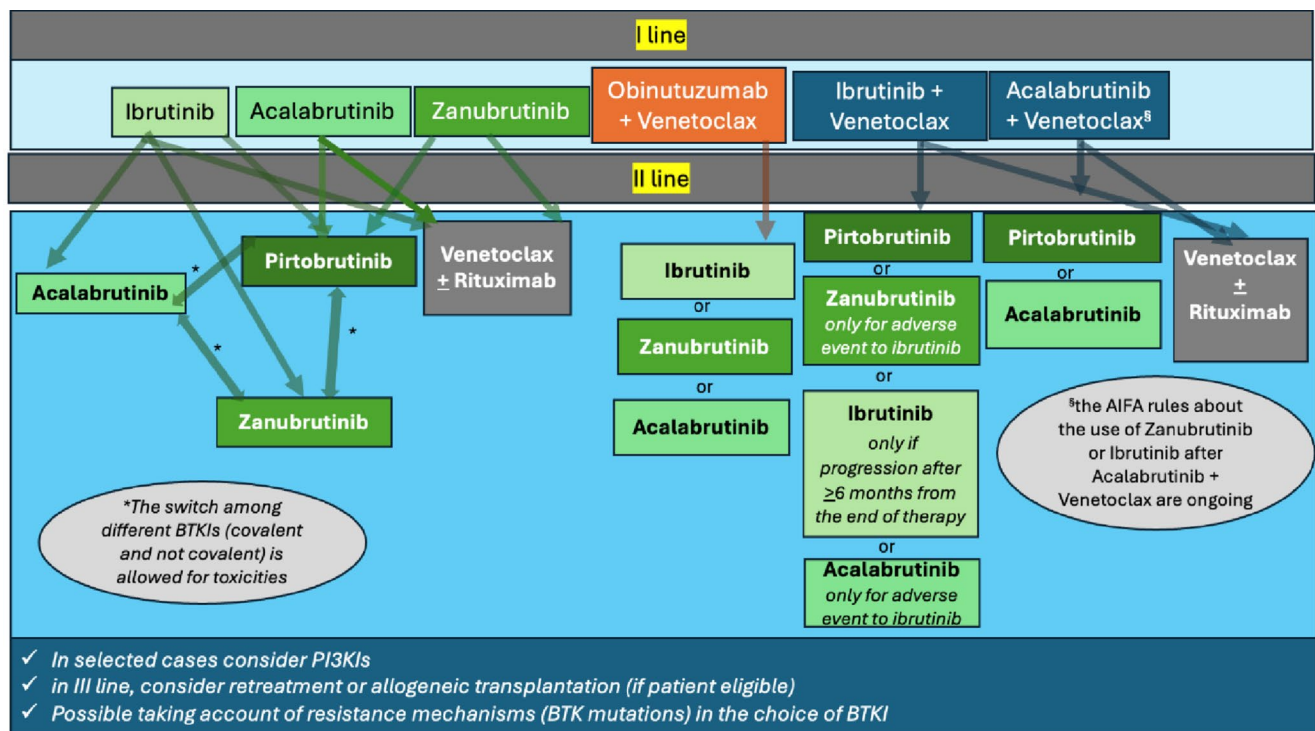 I line
Ibrutinib
Acalabrutinib
Zanubrutinib
Obinutuzumab
+ Venetoclax
Ibrutinib +
Venetoclax
Acalabrutinib
+ Venetoclax§
II line
Acalabrutinib
*
Pirtobrutinib
Venetoclax
+ Rituximab
*
*
Zanubrutinib
*The switch among
different BTKIs (covalent
and not covalent) is
allowed for toxicities
Ibrutinib
or
Zanubrutinib
or
Acalabrutinib
Pirtobrutinib
or
Zanubrutinib
only for adverse
event to ibrutinib
or
Ibrutinib
only if
progression after
≥6 months from
the end of therapy
or
Acalabrutinib
only for adverse
event to ibrutinib
Pirtobrutinib
or
Acalabrutinib
Venetoclax
±
Rituximab
§the AIFA rules about
the use of Zanubrutinib
or Ibrutinib after
Acalabrutinib +
Venetoclax are ongoing
✓ In selected cases consider PI3KIs
✓ in III line, consider retreatment or allogeneic transplantation (if patient eligible)
✓ Possible taking account of resistance mechanisms (BTK mutations) in the choice of BTKI